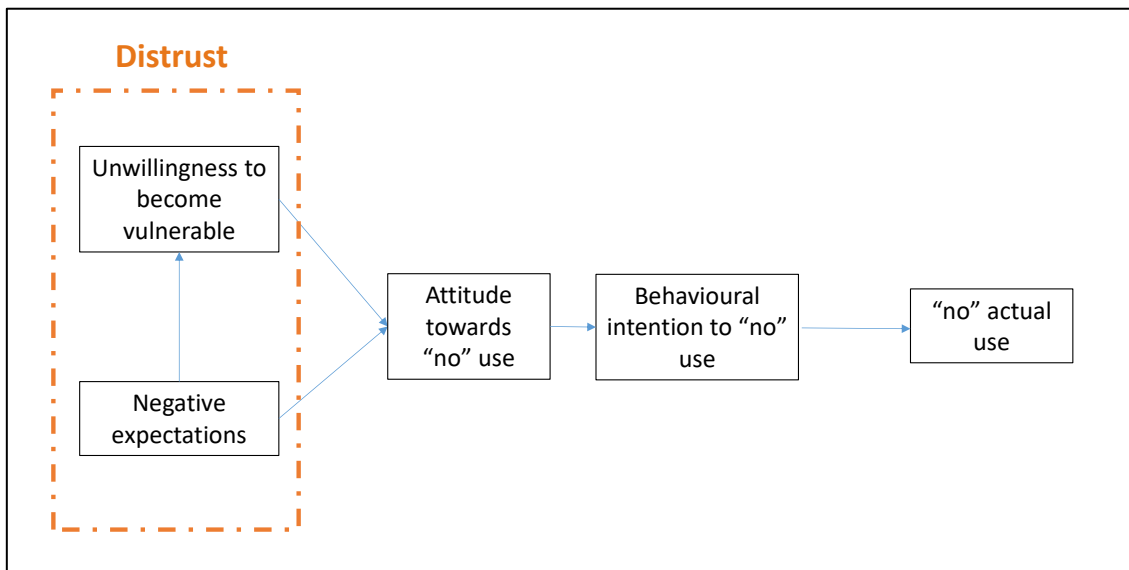 Distrust
Unwillingness to
become
vulnerable
Negative
expectations
Attitude
towards
“no” use
Behavioural
intention to “no”
use
“no” actual
use